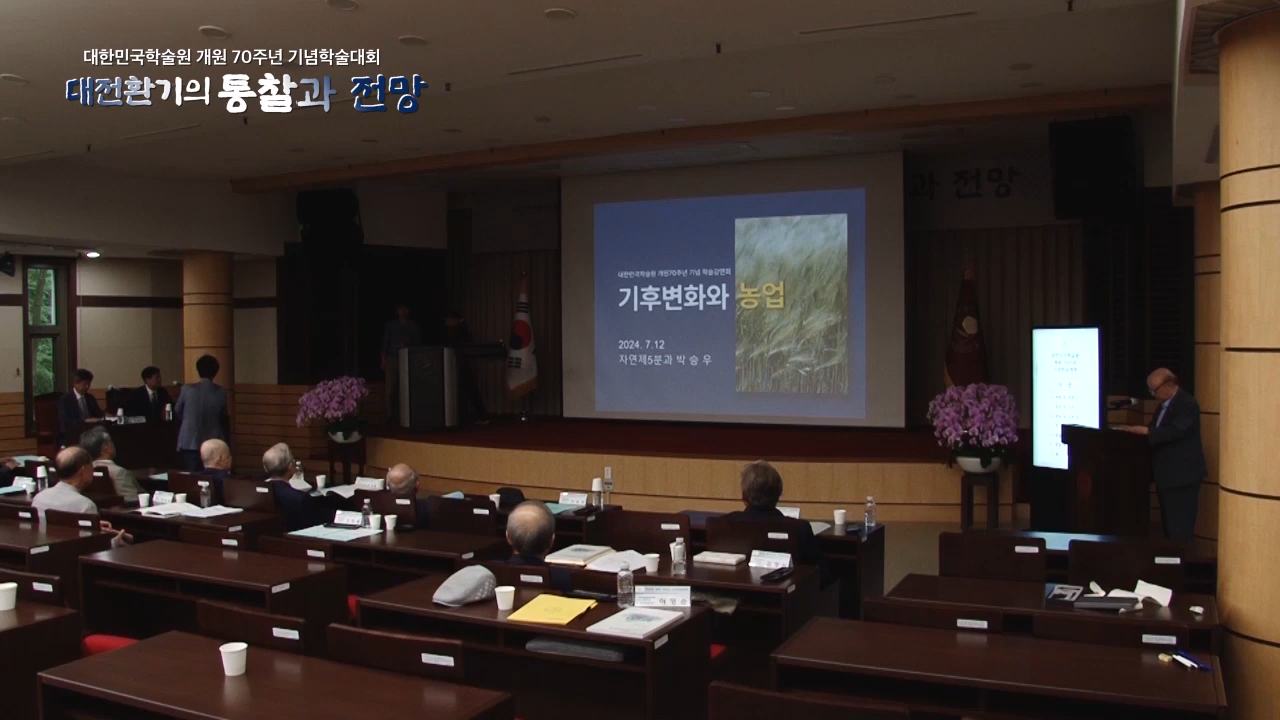 대한민국학술원 개원 70주년 기념학술대회
대전환기의 통찰과 전망
과 전망
대한민국학술원 개원70주년 기념 학술강연회
기후변화와 농업
2024. 7.12
자연제5분과 박 승 우